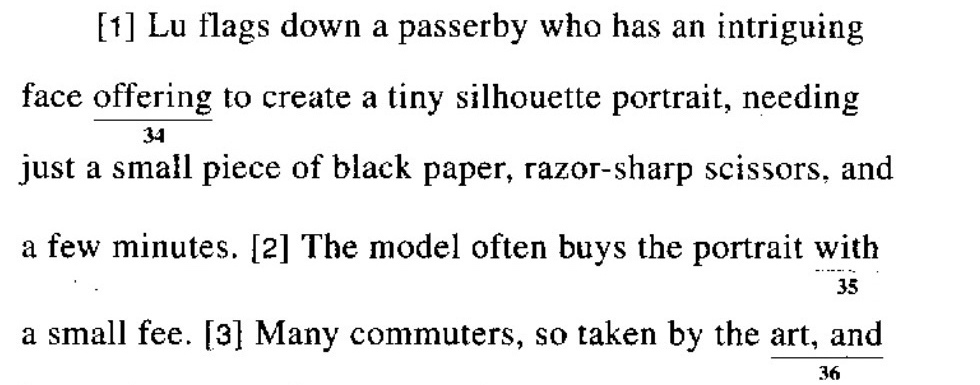 [1] Lu flags down a passerby who has an intriguing
face offering to create a tiny silhouette portrait, needing
34
just a small piece of black paper, razor-sharp scissors, and
a few minutes. [2] The model often buys the portrait with
35
a small fee. [3] Many commuters, so taken by the art, and
36